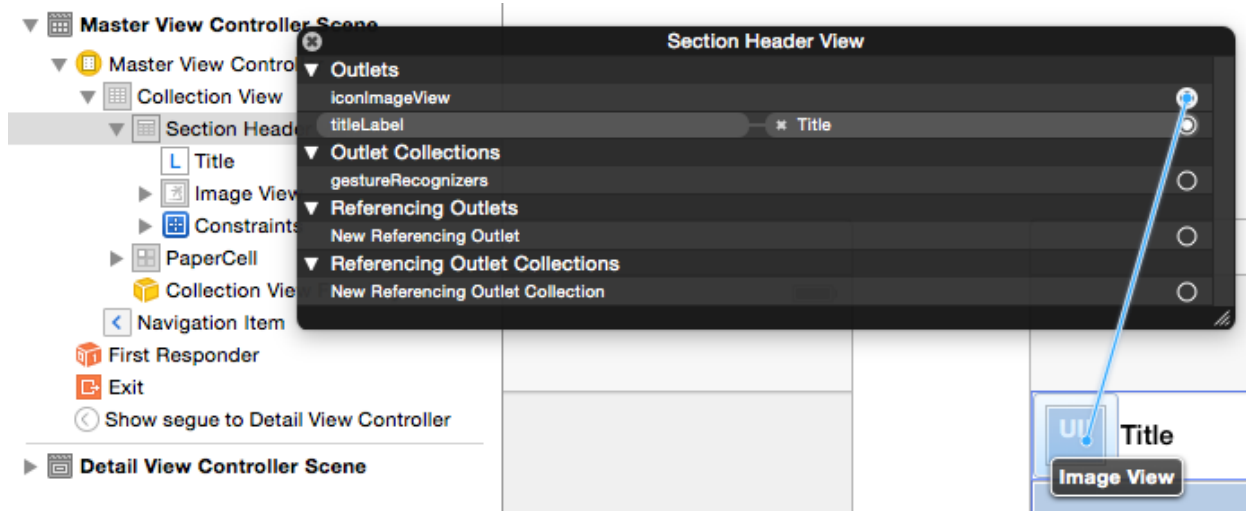 Master View Controller Scene
Master View Contro
Collection View
Section Head
L Title
Image View
Constraints
PaperCell
Collection View
Navigation Item
First Responder
Exit
Show segue to Detail View Controller
Detail View Controller Scene
Section Header View
Outlets
iconImageView
titleLabel
Title
Outlet Collections
gestureRecognizers
Referencing Outlets
New Referencing Outlet
Referencing Outlet Collections
New Referencing Outlet Collection
UI
Title
Image View